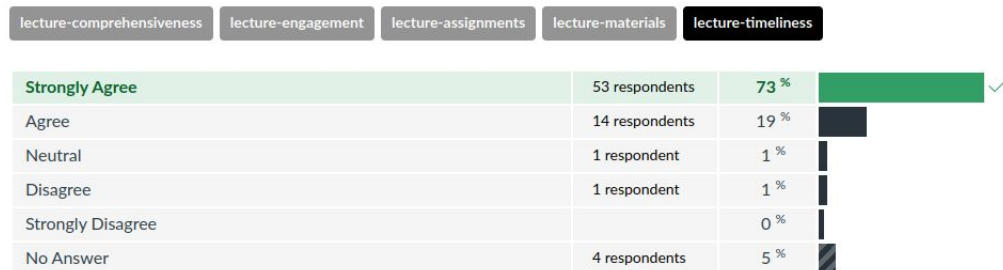 lecture-comprehensiveness lecture-engagement lecture-assignments lecture-materials lecture-timeliness
Strongly Agree 53 respondents 73 %
Agree 14 respondents 19 %
Neutral 1 respondent 1 %
Disagree 1 respondent 1 %
Strongly Disagree 0 %
No Answer 4 respondents 5 %